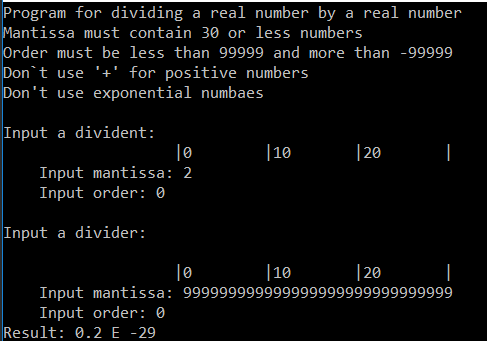 Program for dividing a real number by a real number
Mantissa must contain 30 or less numbers
Order must be less than 99999 and more than -99999
Don`t use '+' for positive numbers
Don't use exponential numbaes
Input a divident:
|0 |10 |20 |
Input mantissa: 2
Input order: 0
Input a divider:
|0 |10 |20 |
Input mantissa: 999999999999999999999999999999
Input order: 0
Result: 0.2 E -29